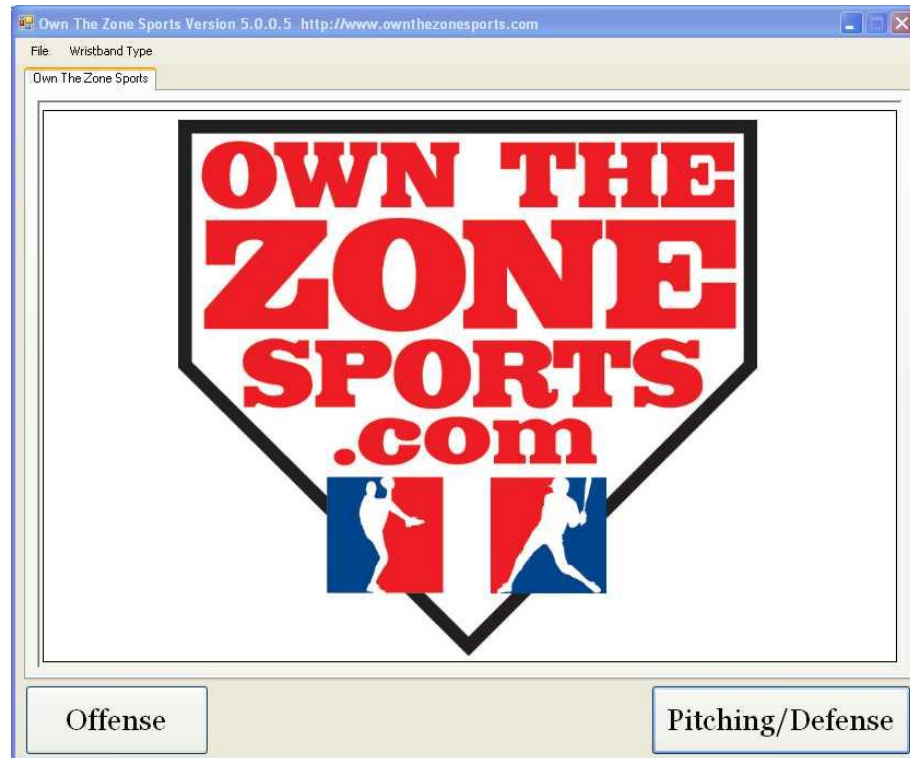 Own The Zone Sports Version 5.0.0.5 http://www.ownthezonesports.com
File Wristband Type
Own The Zone Sports
OWN THE
ZONE
SPORTS
.com
Offense Pitching/Defense